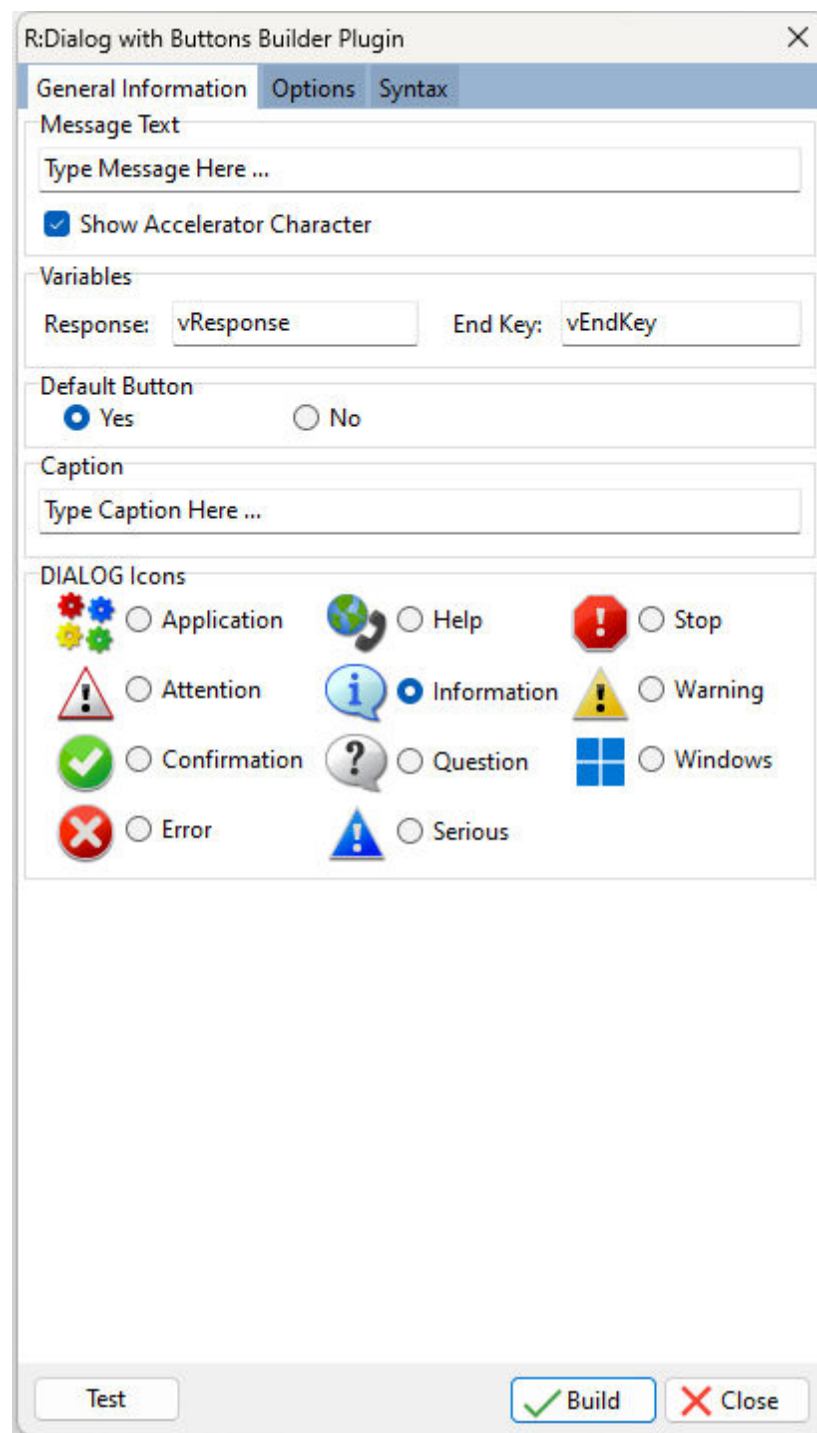 R:Dialog with Buttons Builder Plugin
General Information Options Syntax
Message Text
Type Message Here ...
Show Accelerator Character
Variables
Response: vResponse End Key: vEndKey
Default Button
Yes No
Caption
Type Caption Here ...
DIALOG Icons
Application Help Stop
Attention Information Warning
Confirmation Question Windows
Error Serious
Test Build Close